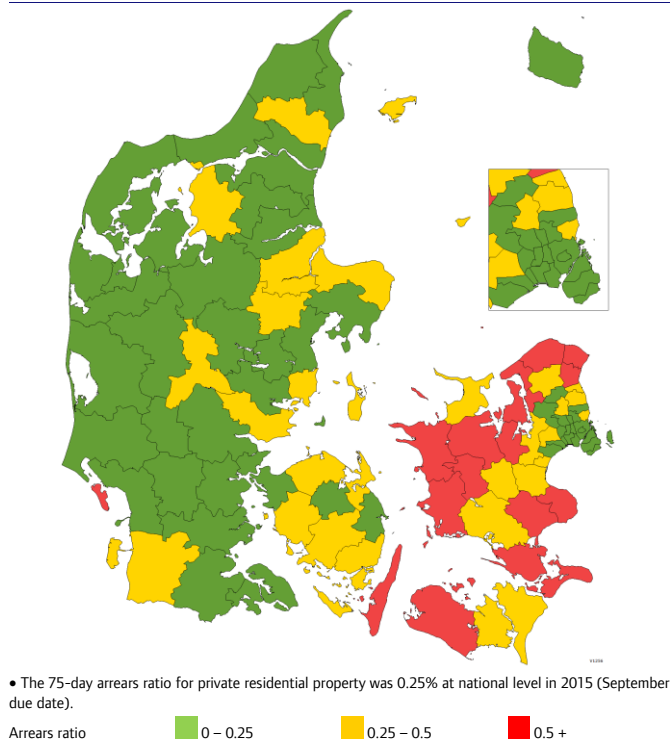 V1206
• The 75-day arrears ratio for private residential property was 0.25% at national level in 2015 (September
due date).
Arrears ratio 0 – 0.25 0.25 – 0.5 0.5 +